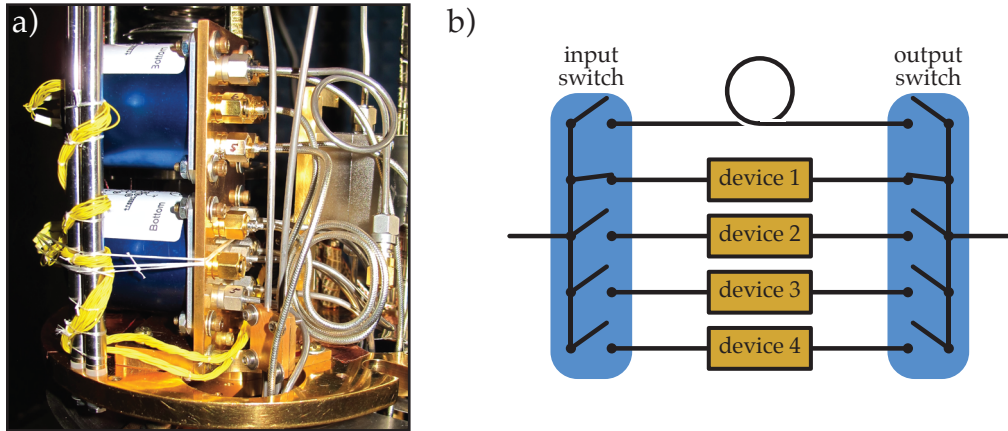 a)
Bottom
Bottom
5
b)
input
switch
output
switch
device 1
device 2
device 3
device 4